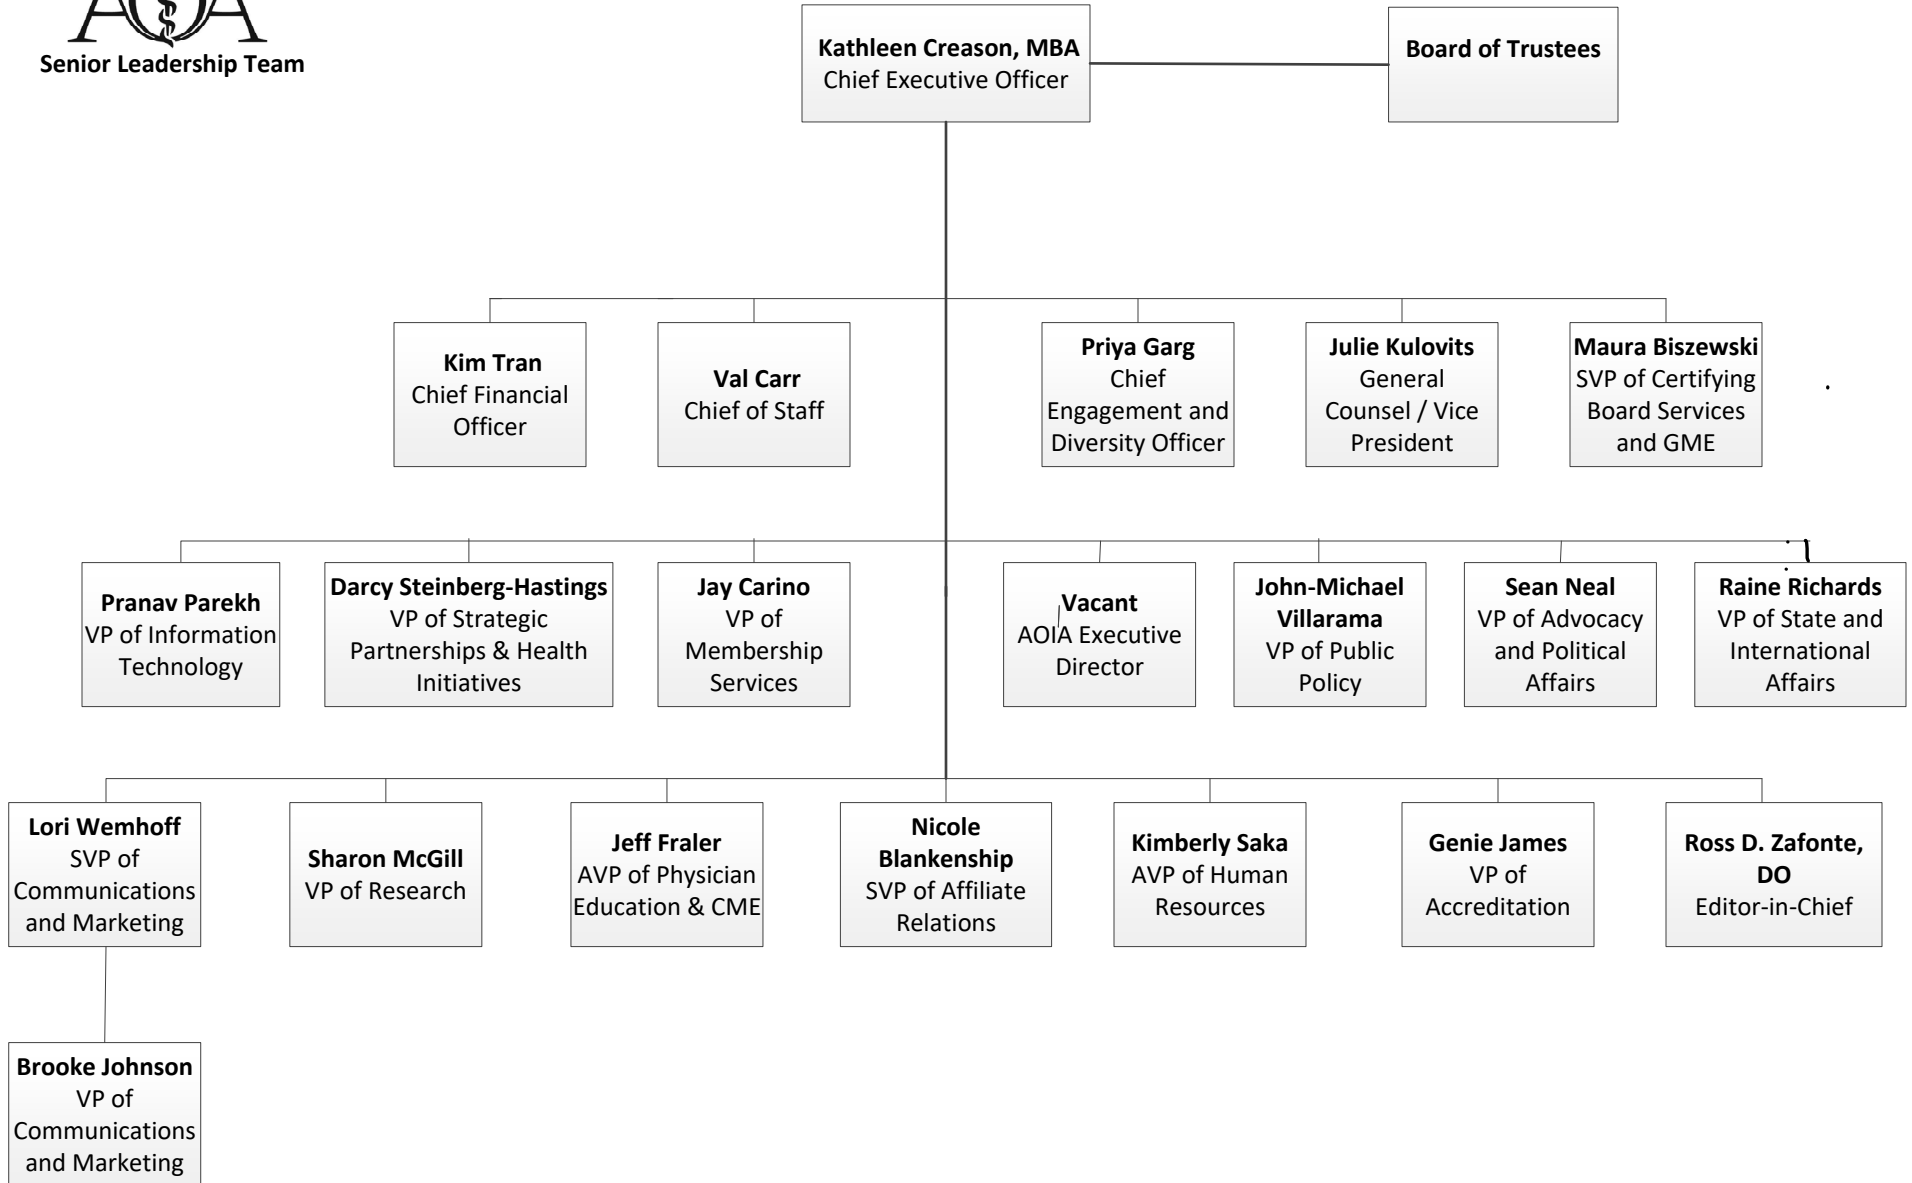 AOA
Senior Leadership Team
Kathleen Creason, MBA
Chief Executive Officer
Board of Trustees
Kim Tran
Chief Financial
Officer
Val Carr
Chief of Staff
Priya Garg
Chief
Engagement and
Diversity Officer
Julie Kulovits
General
Counsel / Vice
President
Maura Biszewski
SVP of Certifying
Board Services
and GME
Pranav Parekh
VP of Information
Technology
Darcy Steinberg-Hastings
VP of Strategic
Partnerships & Health
Initiatives
Jay Carino
VP of
Membership
Services
Vacant
AOIA Executive
Director
John-Michael
Villarama
VP of Public
Policy
Sean Neal
VP of Advocacy
and Political
Affairs
Raine Richards
VP of State and
International
Affairs
Lori Wemhoff
SVP of
Communications
and Marketing
Sharon McGill
VP of Research
Jeff Fraler
AVP of Physician
Education & CME
Nicole
Blankenship
SVP of Affiliate
Relations
Kimberly Saka
AVP of Human
Resources
Genie James
VP of
Accreditation
Ross D. Zafonte,
DO
Editor-in-Chief
Brooke Johnson
VP of
Communications
and Marketing